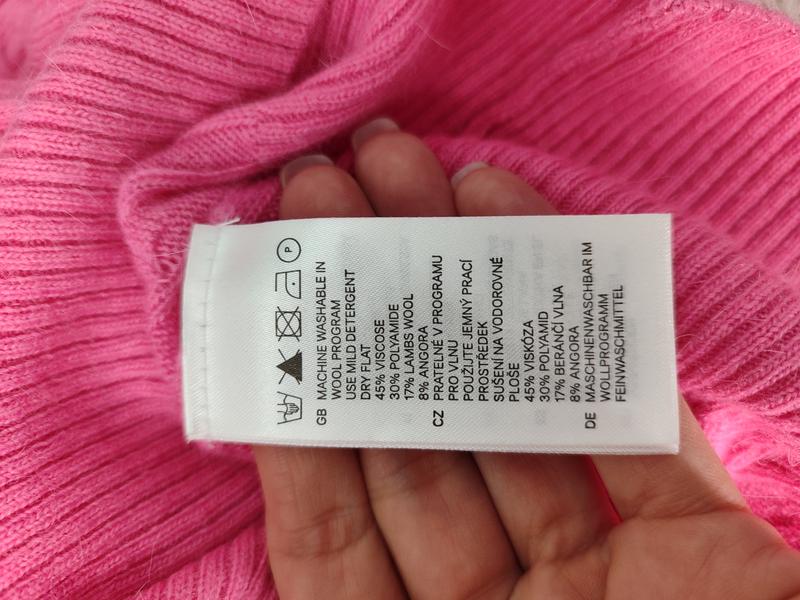 P
GB MACHINE WASHABLE IN
WOOL PROGRAM
USE MILD DETERGENT
DRY FLAT
45% VISCOSE
30% POLYAMIDE
17% LAMBS WOOL
8% ANGORA
CZ PRATELNÉ V PROGRAMU
PRO VLNU
POUŽIJTE JEMNÝ PRACÍ
PROSTŘEDEK
SUŠENÍ NA VODOROVNÉ
PLOŠE
45% VISKÓZA
30% POLYAMID
17% BERANČÍ VLNA
8% ANGORA
DE MASCHINENWASCHBAR IM
WOLLPROGRAMM
FEINWASCHMITTEL